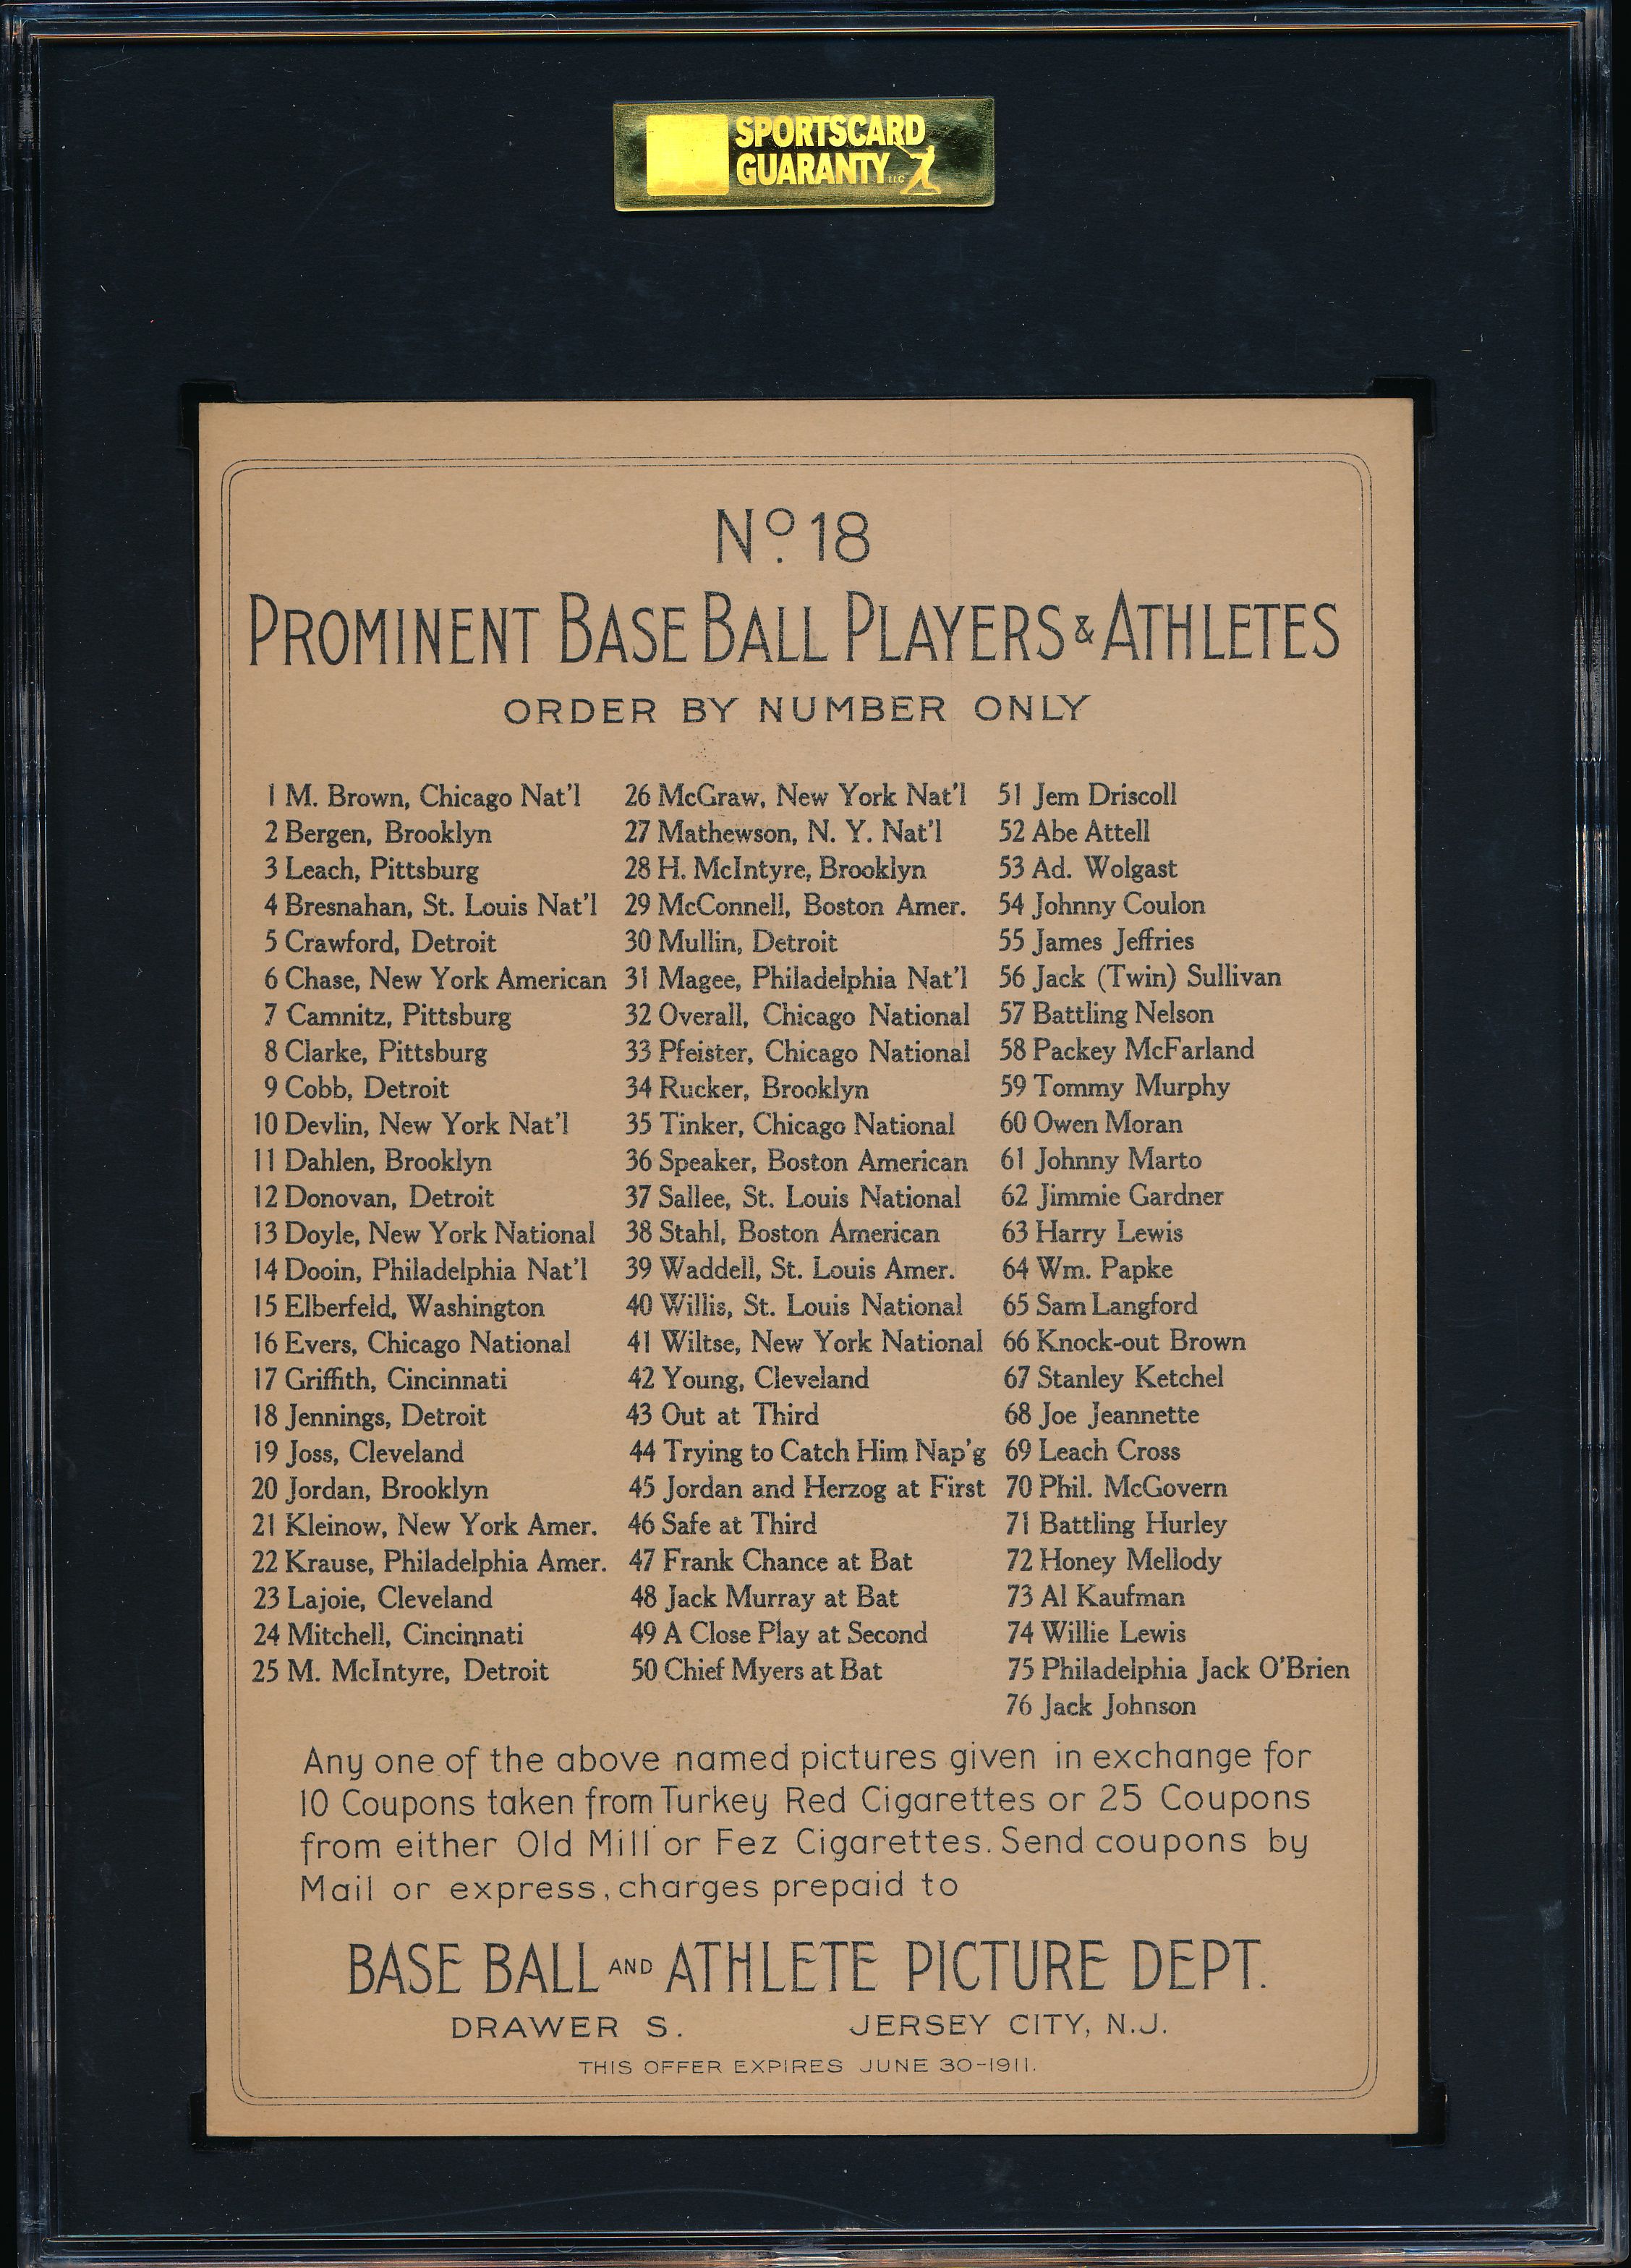 SPORTSCARD
GUARANTY LLC
Nº 18
PROMINENT BASE BALL PLAYERS & ATHLETES
ORDER BY NUMBER ONLY
1 M. Brown, Chicago Nat'l
2 Bergen, Brooklyn
3 Leach, Pittsburg
4 Bresnahan, St. Louis Nat'l
5 Crawford, Detroit
6 Chase, New York American
7 Camnitz, Pittsburg
8 Clarke, Pittsburg
9 Cobb, Detroit
10 Devlin, New York Nat'l
11 Dahlen, Brooklyn
12 Donovan, Detroit
13 Doyle, New York National
14 Dooin, Philadelphia Nat'l
15 Elberfeld, Washington
16 Evers, Chicago National
17 Griffith, Cincinnati
18 Jennings, Detroit
19 Joss, Cleveland
20 Jordan, Brooklyn
21 Kleinow, New York Amer.
22 Krause, Philadelphia Amer.
23 Lajoie, Cleveland
24 Mitchell, Cincinnati
25 M. McIntyre, Detroit
26 McGraw, New York Nat'l
27 Mathewson, N. Y. Nat'l
28 H. McIntyre, Brooklyn
29 McConnell, Boston Amer.
30 Mullin, Detroit
31 Magee, Philadelphia Nat'l
32 Overall, Chicago National
33 Pfeister, Chicago National
34 Rucker, Brooklyn
35 Tinker, Chicago National
36 Speaker, Boston American
37 Sallee, St. Louis National
38 Stahl, Boston American
39 Waddell, St. Louis Amer.
40 Willis, St. Louis National
41 Wiltse, New York National
42 Young, Cleveland
43 Out at Third
44 Trying to Catch Him Nap'g
45 Jordan and Herzog at First
46 Safe at Third
47 Frank Chance at Bat
48 Jack Murray at Bat
49 A Close Play at Second
50 Chief Myers at Bat
51 Jem Driscoll
52 Abe Attell
53 Ad. Wolgast
54 Johnny Coulon
55 James Jeffries
56 Jack (Twin) Sullivan
57 Battling Nelson
58 Packey McFarland
59 Tommy Murphy
60 Owen Moran
61 Johnny Marto
62 Jimmie Gardner
63 Harry Lewis
64 Wm. Papke
65 Sam Langford
66 Knock-out Brown
67 Stanley Ketchel
68 Joe Jeannette
69 Leach Cross
70 Phil. McGovern
71 Battling Hurley
72 Honey Mellody
73 Al Kaufman
74 Willie Lewis
75 Philadelphia Jack O'Brien
76 Jack Johnson
Any one of the above named pictures given in exchange for
10 Coupons taken from Turkey Red Cigarettes or 25 Coupons
from either Old Mill or Fez Cigarettes. Send coupons by
Mail or express, charges prepaid to
BASE BALL AND ATHLETE PICTURE DEPT.
DRAWER S. JERSEY CITY, N.J.
THIS OFFER EXPIRES JUNE 30-1911.